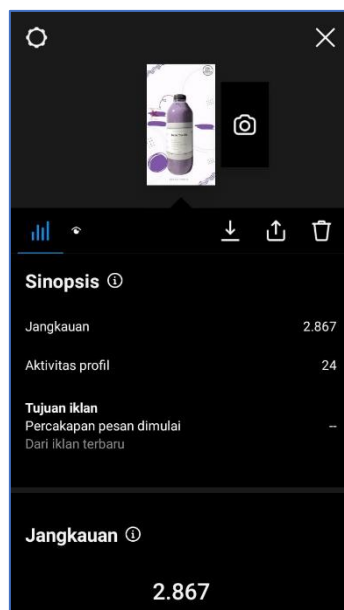 Sinopsis
Jangkauan 2.867
Aktivitas profil 24
Tujuan iklan
Percakapan pesan dimulai --
Dari iklan terbaru
Jangkauan
2.867